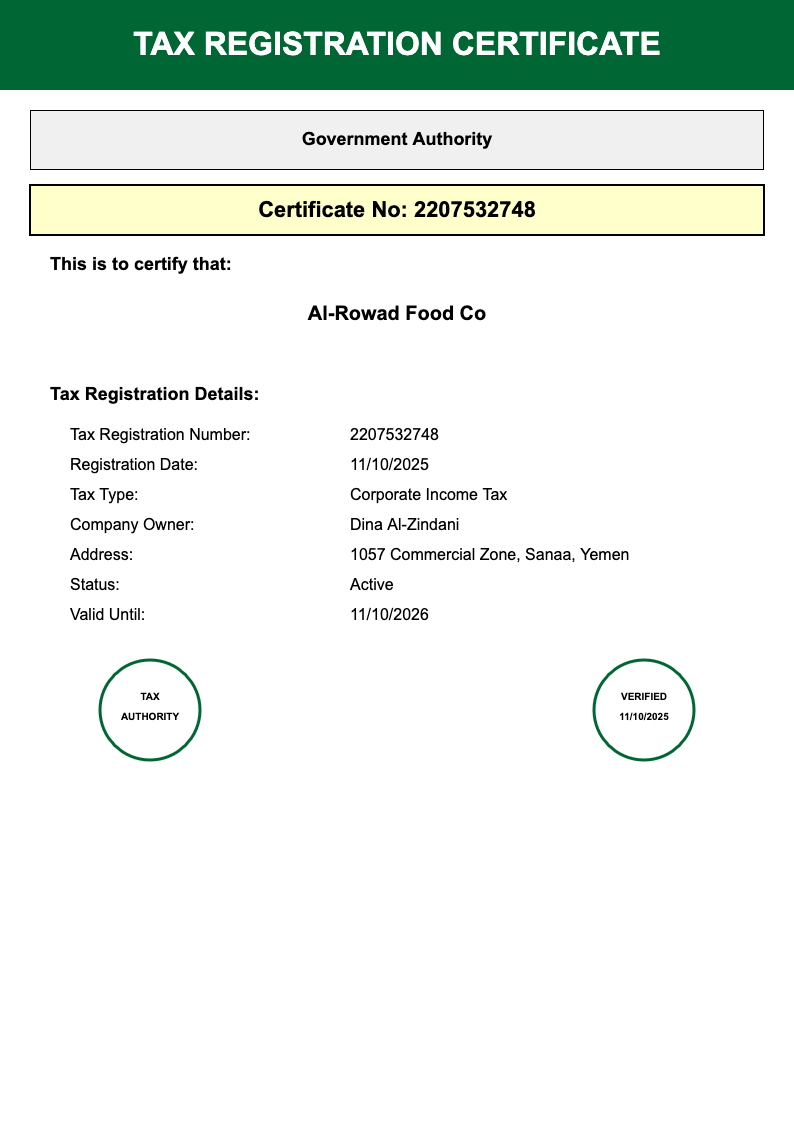 TAX REGISTRATION CERTIFICATE
Government Authority
Certificate No: 2207532748
This is to certify that:
Al-Rowad Food Co
Tax Registration Details:
Tax Registration Number: 2207532748
Registration Date: 11/10/2025
Tax Type: Corporate Income Tax
Company Owner: Dina Al-Zindani
Address: 1057 Commercial Zone, Sanaa, Yemen
Status: Active
Valid Until: 11/10/2026
TAX
AUTHORITY
VERIFIED
11/10/2025